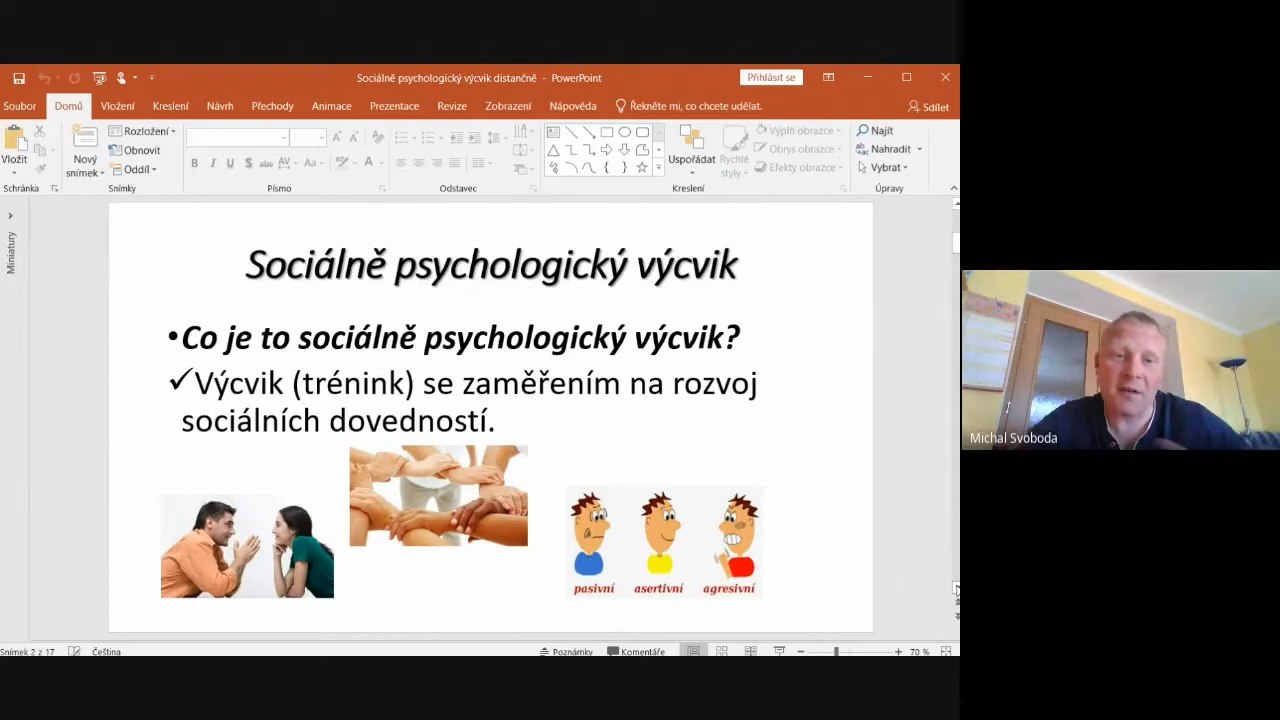 Sociálně psychologický výcvik distančně - PowerPoint
Přihlásit se
Soubor Domů Vložení Kreslení Návrh Přechody Animace Prezentace Revize Zobrazení Nápověda Řekněte mi, co chcete udělat. Sdílet
Vložit
Nový snímek
Rozložení
Obnovit
Oddíl
Uspořádat
Rychlé styly
Výplň obrazce
Obrys obrazce
Efekty obrazce
Najít
Nahradit
Vybrat
Schránka Snímky Písmo Odstavec Kreslení Úpravy
Miniatury
Sociálně psychologický výcvik
•Co je to sociálně psychologický výcvik?
✓Výcvik (trénink) se zaměřením na rozvoj
sociálních dovedností.
pasivní asertivní agresivní
Michal Svoboda
Snímek 2 z 17 Čeština Poznámky Komentáře 70 %